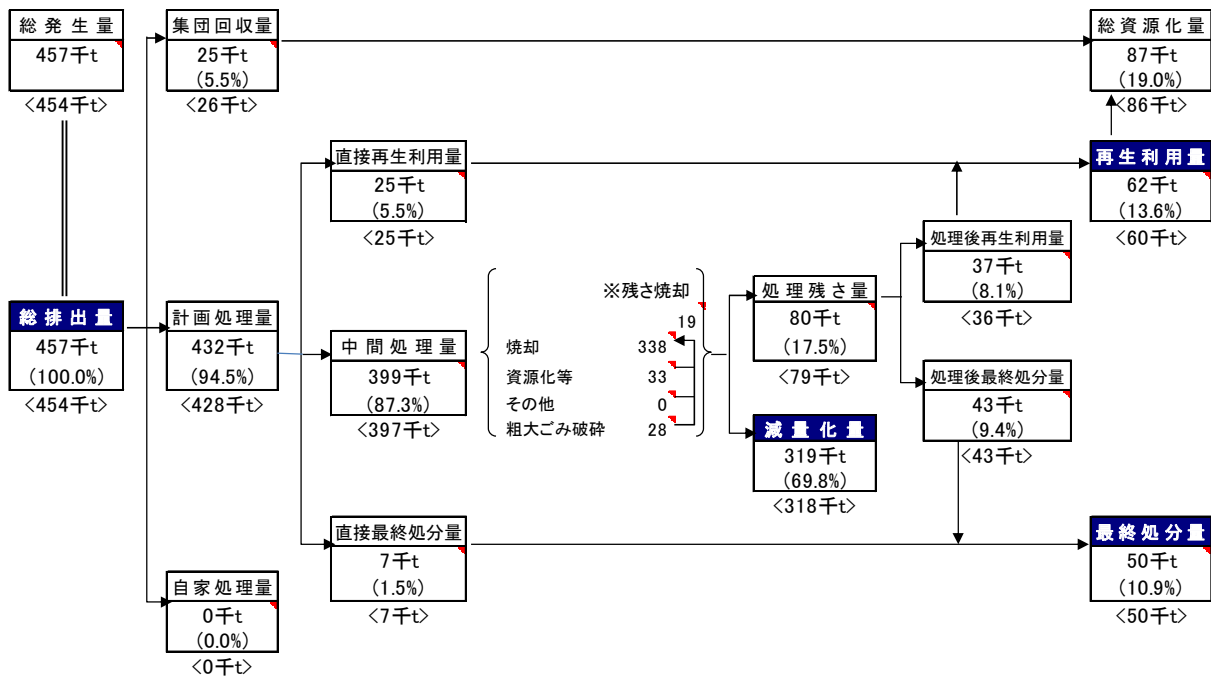 総発生量
457千t
<454千t>
集団回収量
25千t
(5.5%)
<26千t>
総資源化量
87千t
(19.0%)
<86千t>
直接再生利用量
25千t
(5.5%)
<25千t>
再生利用量
62千t
(13.6%)
<60千t>
処理後再生利用量
37千t
(8.1%)
<36千t>
総排出量
457千t
(100.0%)
<454千t>
計画処理量
432千t
(94.5%)
<428千t>
中間処理量
399千t
(87.3%)
<397千t>
※残さ焼却
19
焼却 338
資源化等 33
その他 0
粗大ごみ破砕 28
処理残さ量
80千t
(17.5%)
<79千t>
減量化量
319千t
(69.8%)
<318千t>
処理後最終処分量
43千t
(9.4%)
<43千t>
直接最終処分量
7千t
(1.5%)
<7千t>
最終処分量
50千t
(10.9%)
<50千t>
自家処理量
0千t
(0.0%)
<0千t>